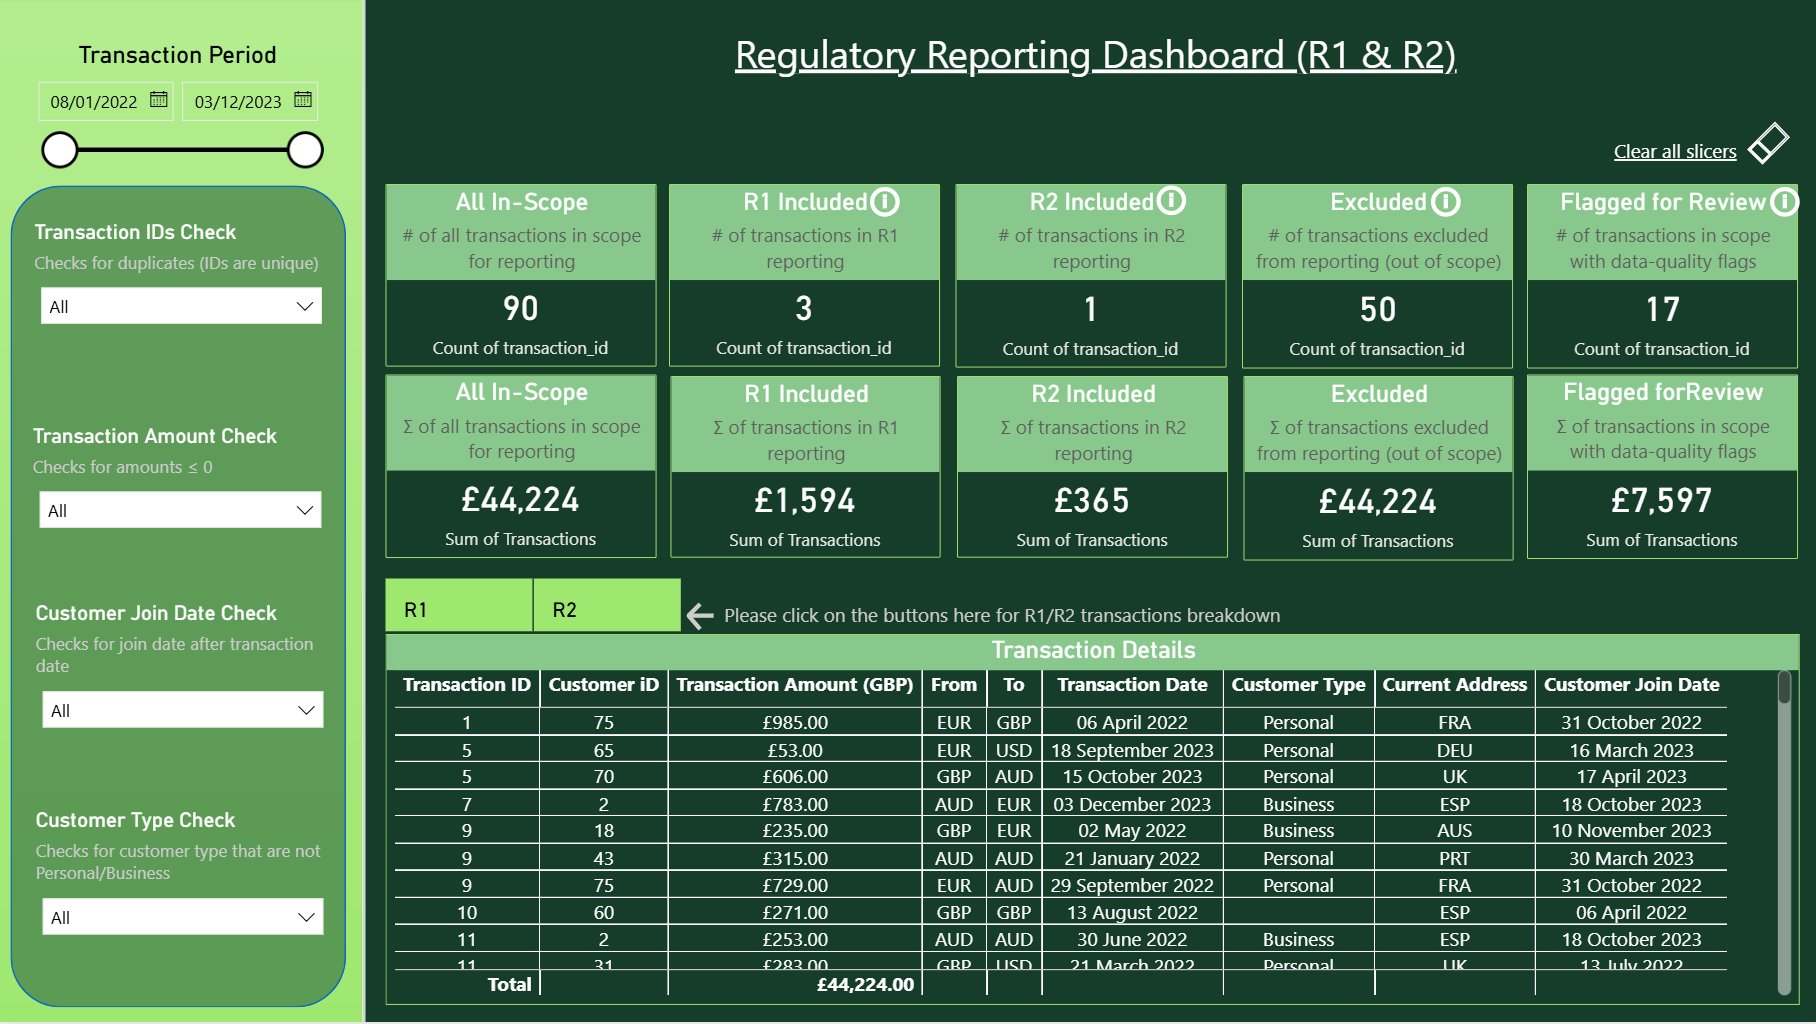 Transaction Period
08/01/2022 03/12/2023
Transaction IDs Check
Checks for duplicates (IDs are unique)
All
Transaction Amount Check
Checks for amounts ≤ 0
All
Customer Join Date Check
Checks for join date after transaction
date
All
Customer Type Check
Checks for customer type that are not
Personal/Business
All
Regulatory Reporting Dashboard (R1 & R2)
Clear all slicers
All In-Scope
# of all transactions in scope
for reporting
90
Count of transaction_id
R1 Included
# of transactions in R1
reporting
3
Count of transaction_id
R2 Included
# of transactions in R2
reporting
1
Count of transaction_id
Excluded
# of transactions excluded
from reporting (out of scope)
50
Count of transaction_id
Flagged for Review
# of transactions in scope
with data-quality flags
17
Count of transaction_id
All In-Scope
Σ of all transactions in scope
for reporting
£44,224
Sum of Transactions
R1 Included
Σ of transactions in R1
reporting
£1,594
Sum of Transactions
R2 Included
Σ of transactions in R2
reporting
£365
Sum of Transactions
Excluded
Σ of transactions excluded
from reporting (out of scope)
£44,224
Sum of Transactions
Flagged forReview
Σ of transactions in scope
with data-quality flags
£7,597
Sum of Transactions
R1 R2 Please click on the buttons here for R1/R2 transactions breakdown
Transaction Details
Transaction ID Customer iD Transaction Amount (GBP) From To Transaction Date Customer Type Current Address Customer Join Date
1 75 £985.00 EUR GBP 06 April 2022 Personal FRA 31 October 2022
5 65 £53.00 EUR USD 18 September 2023 Personal DEU 16 March 2023
5 70 £606.00 GBP AUD 15 October 2023 Personal UK 17 April 2023
7 2 £783.00 AUD EUR 03 December 2023 Business ESP 18 October 2023
9 18 £235.00 GBP EUR 02 May 2022 Business AUS 10 November 2023
9 43 £315.00 AUD AUD 21 January 2022 Personal PRT 30 March 2023
9 75 £729.00 EUR AUD 29 September 2022 Personal FRA 31 October 2022
10 60 £271.00 GBP GBP 13 August 2022 ESP 06 April 2022
11 2 £253.00 AUD AUD 30 June 2022 Business ESP 18 October 2023
11 31 £283.00 GBP USD 21 March 2022 Personal UK 13 July 2022
Total £44,224.00